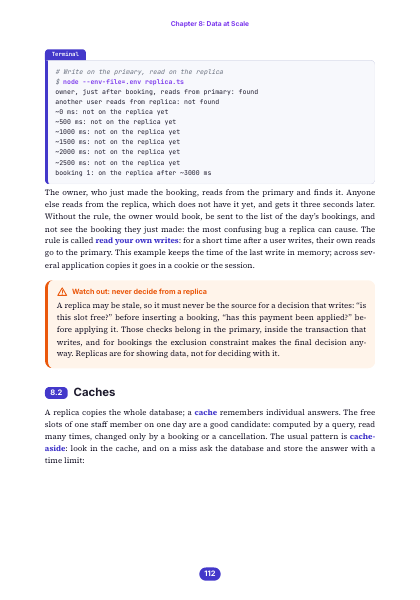 Chapter 8: Data at Scale
Terminal
# Write on the primary, read on the replica
$ node --env-file=.env replica.ts
owner, just after booking, reads from primary: found
another user reads from replica: not found
~0 ms: not on the replica yet
~500 ms: not on the replica yet
~1000 ms: not on the replica yet
~1500 ms: not on the replica yet
~2000 ms: not on the replica yet
~2500 ms: not on the replica yet
booking 1: on the replica after ~3000 ms
The owner, who just made the booking, reads from the primary and finds it. Anyone
else reads from the replica, which does not have it yet, and gets it three seconds later.
Without the rule, the owner would book, be sent to the list of the day's bookings, and
not see the booking they just made: the most confusing bug a replica can cause. The
rule is called read your own writes: for a short time after a user writes, their own reads
go to the primary. This example keeps the time of the last write in memory; across sev-
eral application copies it goes in a cookie or the session.
Watch out: never decide from a replica
A replica may be stale, so it must never be the source for a decision that writes: "is
this slot free?" before inserting a booking, "has this payment been applied?" be-
fore applying it. Those checks belong in the primary, inside the transaction that
writes, and for bookings the exclusion constraint makes the final decision any-
way. Replicas are for showing data, not for deciding with it.
8.2 Caches
A replica copies the whole database; a cache remembers individual answers. The free
slots of one staff member on one day are a good candidate: computed by a query, read
many times, changed only by a booking or a cancellation. The usual pattern is cache-
aside: look in the cache, and on a miss ask the database and store the answer with a
time limit:
112